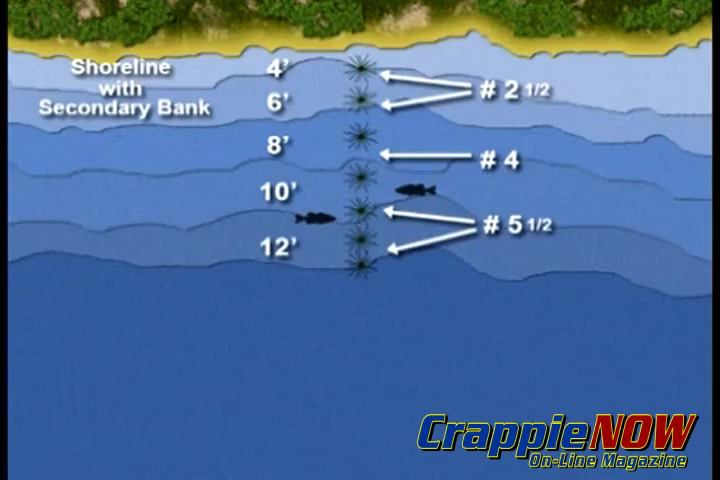 Shoreline
with
Secondary Bank
4’
6’
8’
10’
12’
# 2 1/2
# 4
# 5 1/2
CrappieNOW
On-Line Magazine